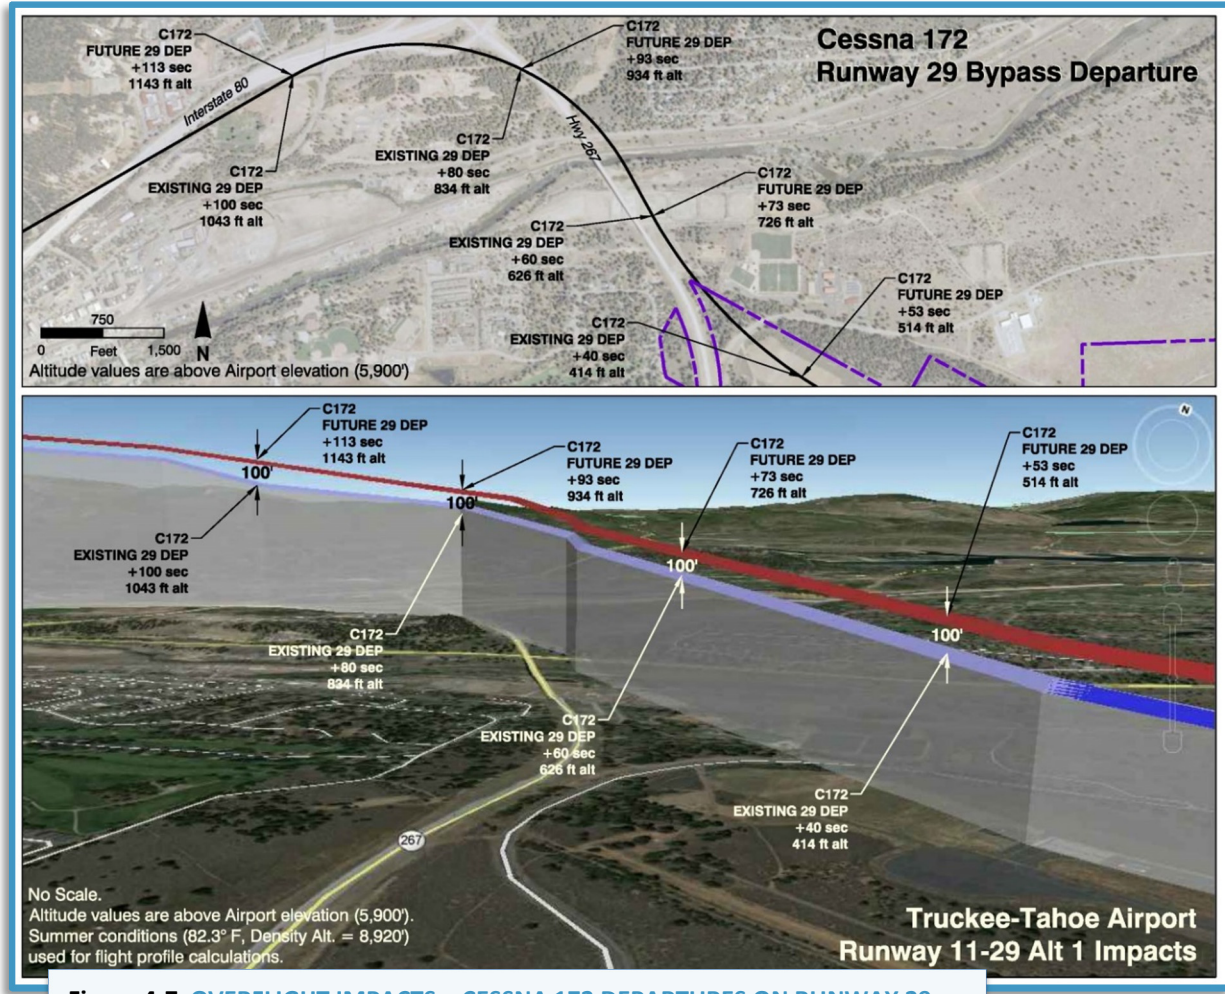 Cessna 172
Runway 29 Bypass Departure
C172
FUTURE 29 DEP
+113 sec
1143 ft alt
C172
FUTURE 29 DEP
+93 sec
934 ft alt
Interstate 80
Hwy 267
C172
EXISTING 29 DEP
+80 sec
834 ft alt
C172
EXISTING 29 DEP
+100 sec
1043 ft alt
C172
FUTURE 29 DEP
+73 sec
726 ft alt
C172
EXISTING 29 DEP
+60 sec
626 ft alt
C172
FUTURE 29 DEP
+53 sec
514 ft alt
C172
EXISTING 29 DEP
+40 sec
414 ft alt
750
0 Feet 1,500
N
Altitude values are above Airport elevation (5,900')
C172
FUTURE 29 DEP
+113 sec
1143 ft alt
C172
FUTURE 29 DEP
+93 sec
934 ft alt
C172
FUTURE 29 DEP
+73 sec
726 ft alt
C172
FUTURE 29 DEP
+53 sec
514 ft alt
N
100'
100'
100'
100'
C172
EXISTING 29 DEP
+100 sec
1043 ft alt
C172
EXISTING 29 DEP
+80 sec
834 ft alt
C172
EXISTING 29 DEP
+60 sec
626 ft alt
C172
EXISTING 29 DEP
+40 sec
414 ft alt
267
No Scale.
Altitude values are above Airport elevation (5,900').
Summer conditions (82.3° F, Density Alt. = 8,920')
used for flight profile calculations.
Truckee-Tahoe Airport
Runway 11-29 Alt 1 Impacts
OVERFLIGHT IMPACTS – CESSNA 172 DEPARTURES ON RUNWAY 29